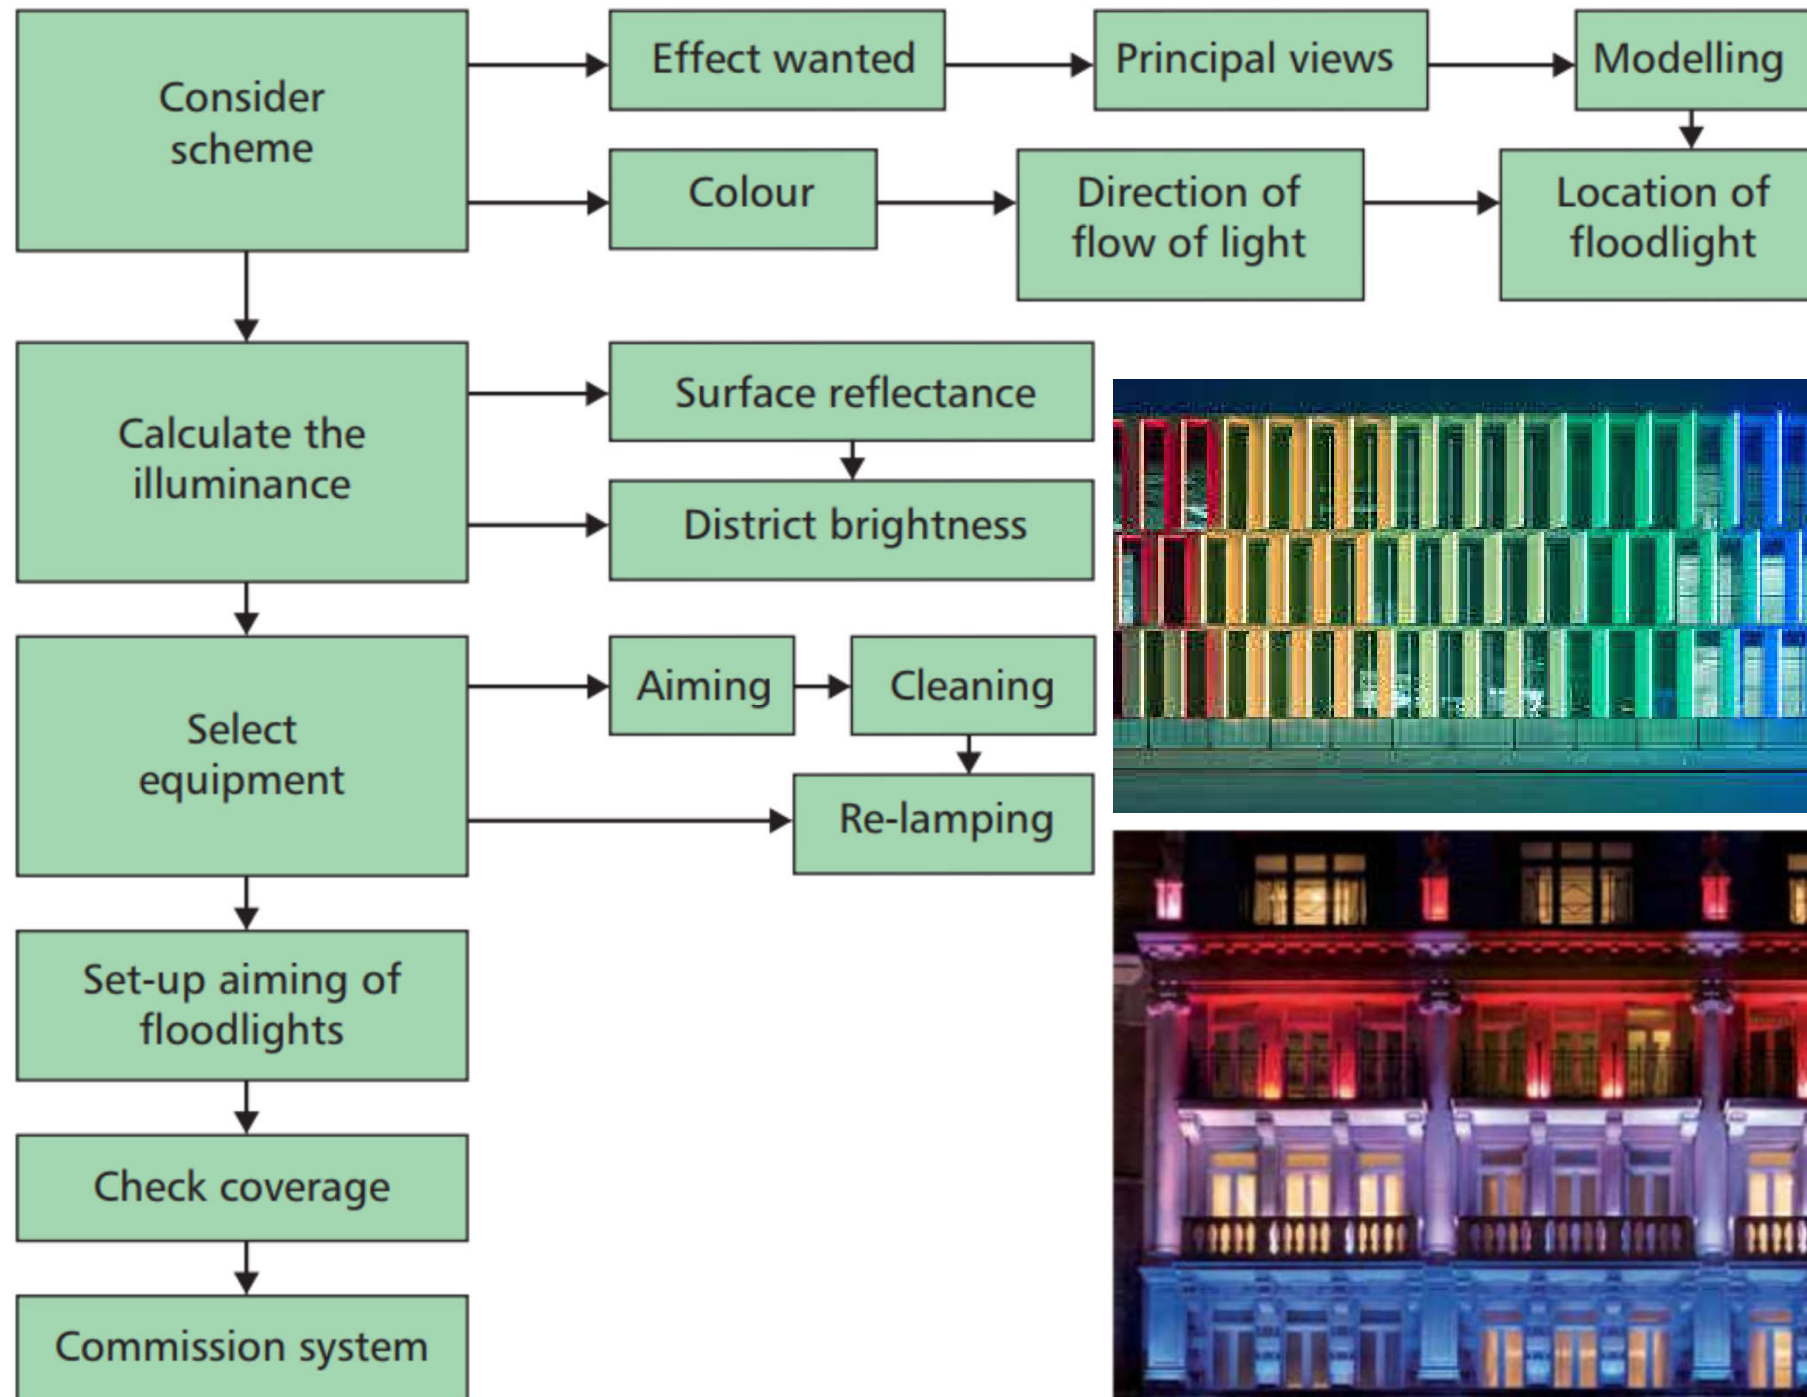 Consider
scheme
Effect wanted
Principal views
Modelling
Colour
Direction of
flow of light
Location of
floodlight
Calculate the
illuminance
Surface reflectance
District brightness
Select
equipment
Aiming
Cleaning
Re-lamping
Set-up aiming of
floodlights
Check coverage
Commission system